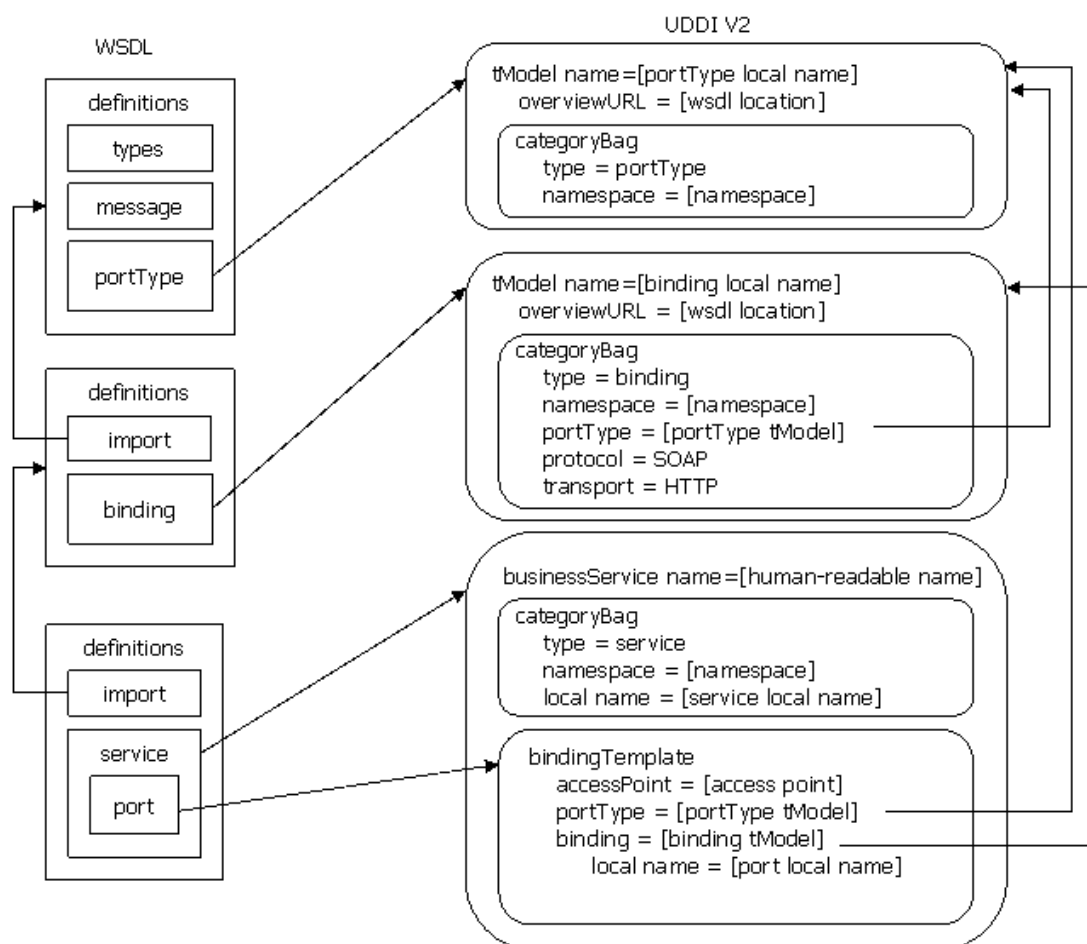 WSDL
definitions
types
message
portType
definitions
import
binding
definitions
import
service
port
UDDI V2
tModel name=[portType local name]
overviewURL = [wsdl location]
categoryBag
type = portType
namespace = [namespace]
tModel name=[binding local name]
overviewURL = [wsdl location]
categoryBag
type = binding
namespace = [namespace]
portType = [portType tModel]
protocol = SOAP
transport = HTTP
businessService name=[human-readable name]
categoryBag
type = service
namespace = [namespace]
local name = [service local name]
bindingTemplate
accessPoint = [access point]
portType = [portType tModel]
binding = [binding tModel]
local name = [port local name]